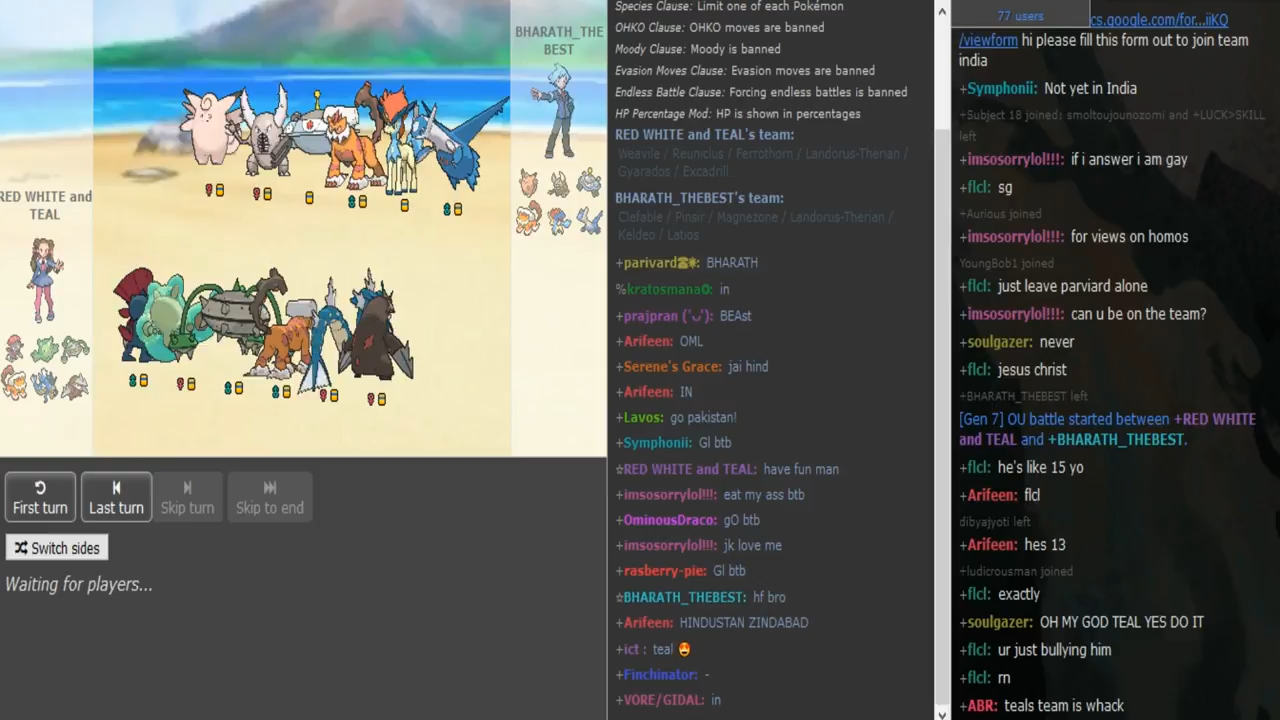 RED WHITE and
TEAL
BHARATH_THE
BEST
First turn
Last turn
Skip turn
Skip to end
Switch sides
Waiting for players...
Species Clause: Limit one of each Pokémon
OHKO Clause: OHKO moves are banned
Moody Clause: Moody is banned
Evasion Moves Clause: Evasion moves are banned
Endless Battle Clause: Forcing endless battles is banned
HP Percentage Mod: HP is shown in percentages
RED WHITE and TEAL's team:
Weavile / Reuniclus / Ferrothorn / Landorus-Therian /
Gyarados / Excadrill
BHARATH_THEBEST's team:
Clefable / Pinsir / Magnezone / Landorus-Therian /
Keldeo / Latios
+parivard☎☀: BHARATH
%kratosmana✪: in
+prajpran ('ᴗ'): BEAst
+Arifeen: OML
+Serene's Grace: jai hind
+Arifeen: IN
+Lavos: go pakistan!
+Symphonii: Gl btb
☆RED WHITE and TEAL: have fun man
+imsosorrylol!!!: eat my ass btb
+OminousDraco: gO btb
+imsosorrylol!!!: jk love me
+rasberry-pie: Gl btb
☆BHARATH_THEBEST: hf bro
+Arifeen: HINDUSTAN ZINDABAD
+ict : teal 😍
+Finchinator: -
+VORE/GIDAL: in
77 users
cs.google.com/for...iiKQ
/viewform hi please fill this form out to join team
india
+Symphonii: Not yet in India
+Subject 18 joined; smoltoujounozomi and +LUCK>SKILL
left
+imsosorrylol!!!: if i answer i am gay
+flcl: sg
+Aurious joined
+imsosorrylol!!!: for views on homos
YoungBob1 joined
+flcl: just leave parviard alone
+imsosorrylol!!!: can u be on the team?
+soulgazer: never
+flcl: jesus christ
+BHARATH_THEBEST left
[Gen 7] OU battle started between +RED WHITE
and TEAL and +BHARATH_THEBEST.
+flcl: he's like 15 yo
+Arifeen: flcl
dibyajyoti left
+Arifeen: hes 13
+ludicrousman joined
+flcl: exactly
+soulgazer: OH MY GOD TEAL YES DO IT
+flcl: ur just bullying him
+flcl: rn
+ABR: teals team is whack